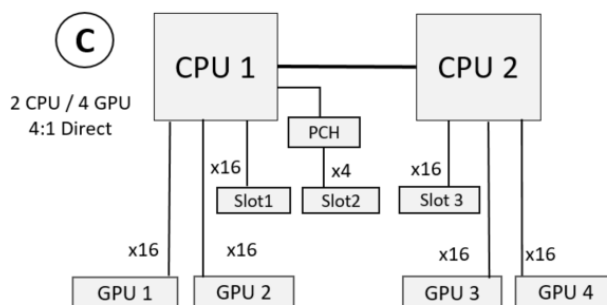 C
CPU 1
CPU 2
2 CPU / 4 GPU
4:1 Direct
PCH
x16
x4
x16
Slot1
Slot2
Slot 3
x16
x16
x16
x16
GPU 1
GPU 2
GPU 3
GPU 4